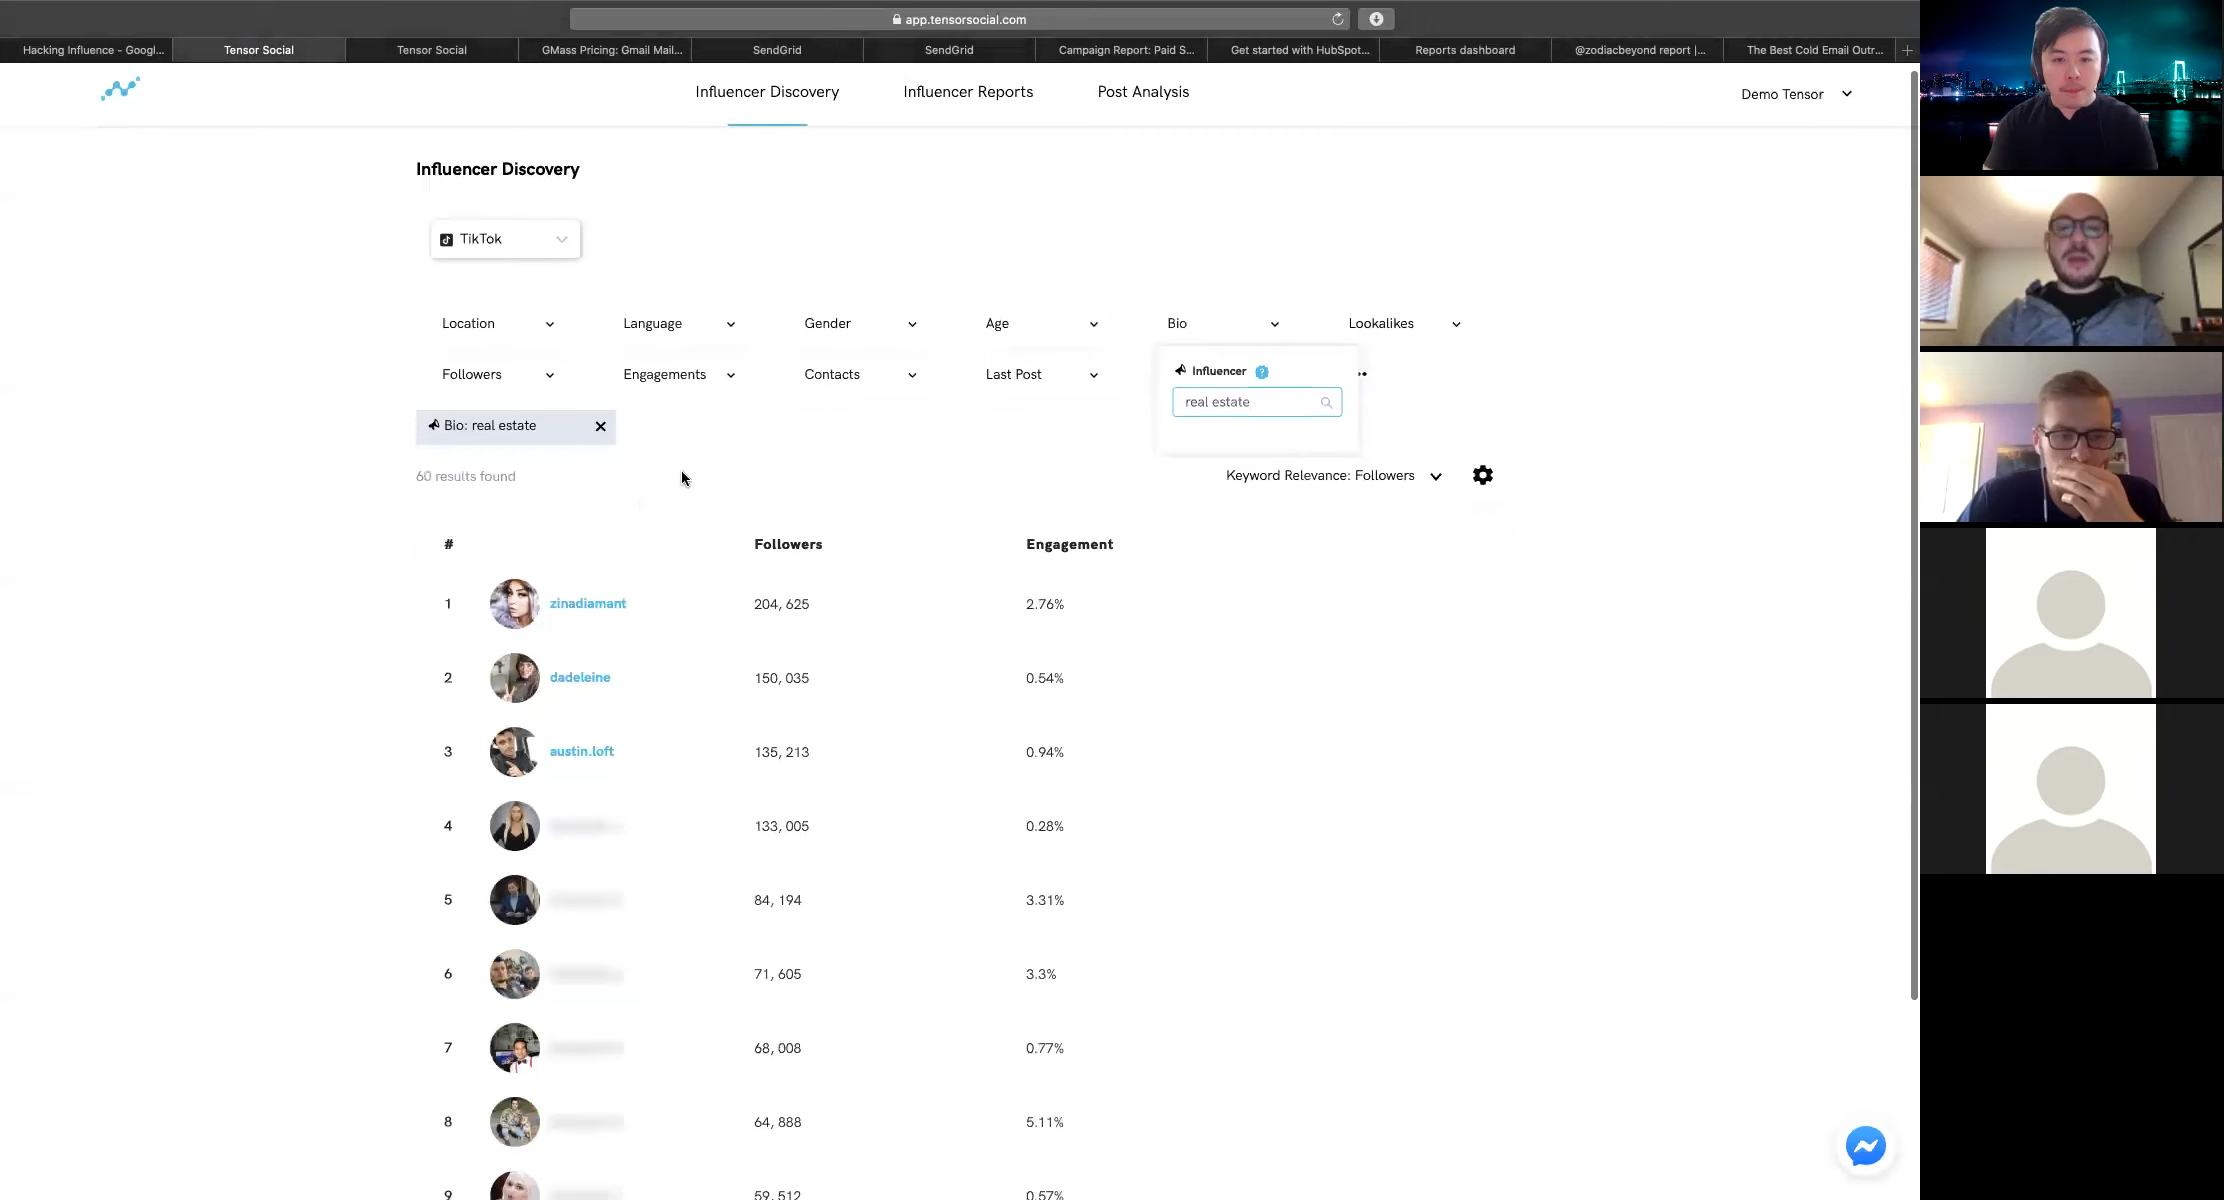 app.tensorsocial.com
Hacking Influence - Googl...
Tensor Social
Tensor Social
GMass Pricing: Gmail Mail...
SendGrid
SendGrid
Campaign Report: Paid S...
Get started with HubSpot...
Reports dashboard
@zodiacbeyond report |...
The Best Cold Email Outr...
Influencer Discovery
Influencer Reports
Post Analysis
Demo Tensor
Influencer Discovery
TikTok
Location
Language
Gender
Age
Bio
Lookalikes
Followers
Engagements
Contacts
Last Post
Influencer ?
real estate
Bio: real estate
60 results found
Keyword Relevance: Followers
# Followers Engagement
1 zinadiamant 204, 625 2.76%
2 dadeleine 150, 035 0.54%
3 austin.loft 135, 213 0.94%
4 133, 005 0.28%
5 84, 194 3.31%
6 71, 605 3.3%
7 68, 008 0.77%
8 64, 888 5.11%
9 59, 512 0.57%